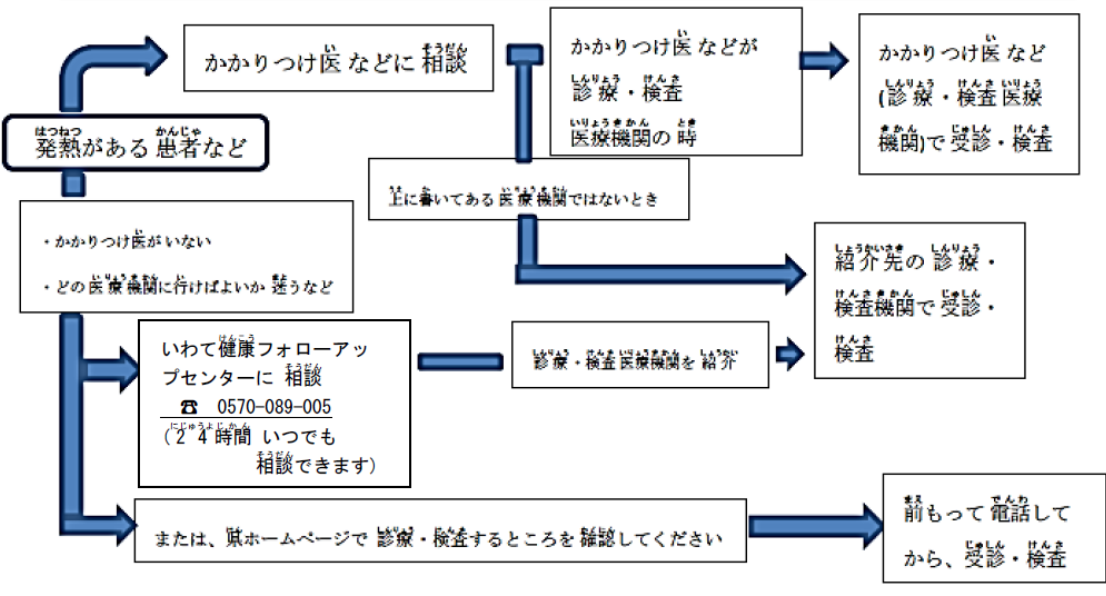 発熱がある患者など
かかりつけ医 などに 相談
かかりつけ医 などが
診療・検査
医療機関の 時
かかりつけ医 など
(診療・検査 医療
機関)で 受診・検査
上に書いてある 医療機関ではないとき
・かかりつけ医が いない
・どの 医療機関に行けばよいか 迷うなど
紹介先の 診療・
検査機関で 受診・
検査
いわて健康フォローアッ
プセンターに 相談
☎ 0570-089-005
(24時間 いつでも
相談できます)
診療・検査 医療機関を 紹介
または、県ホームページで 診療・検査するところを 確認してください
前もって 電話して
から、受診・検査